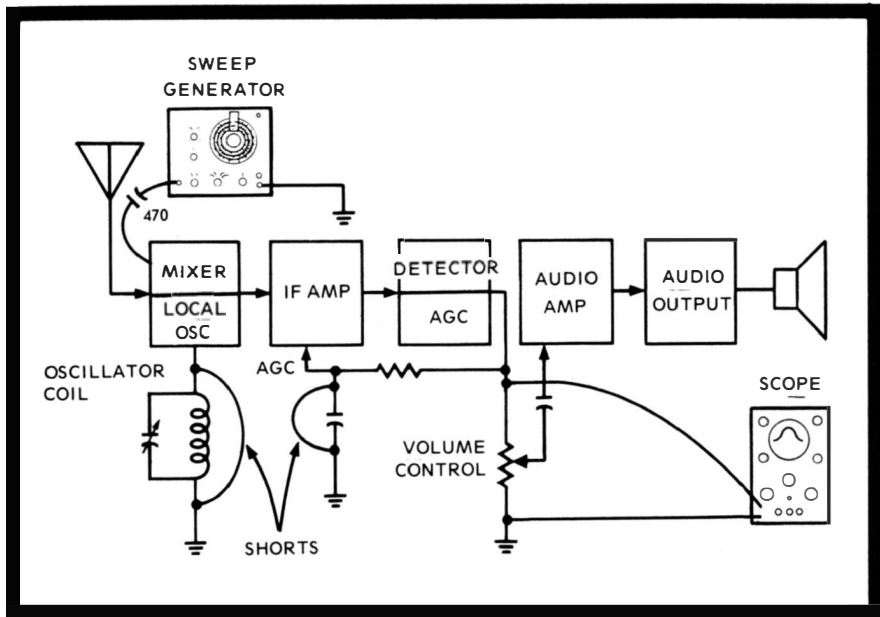 SWEEP
GENERATOR
470
MIXER
LOCAL
OSC
IF AMP
DETECTOR
AGC
AUDIO
AMP
AUDIO
OUTPUT
OSCILLATOR
COIL
AGC
SCOPE
VOLUME
CONTROL
SHORTS